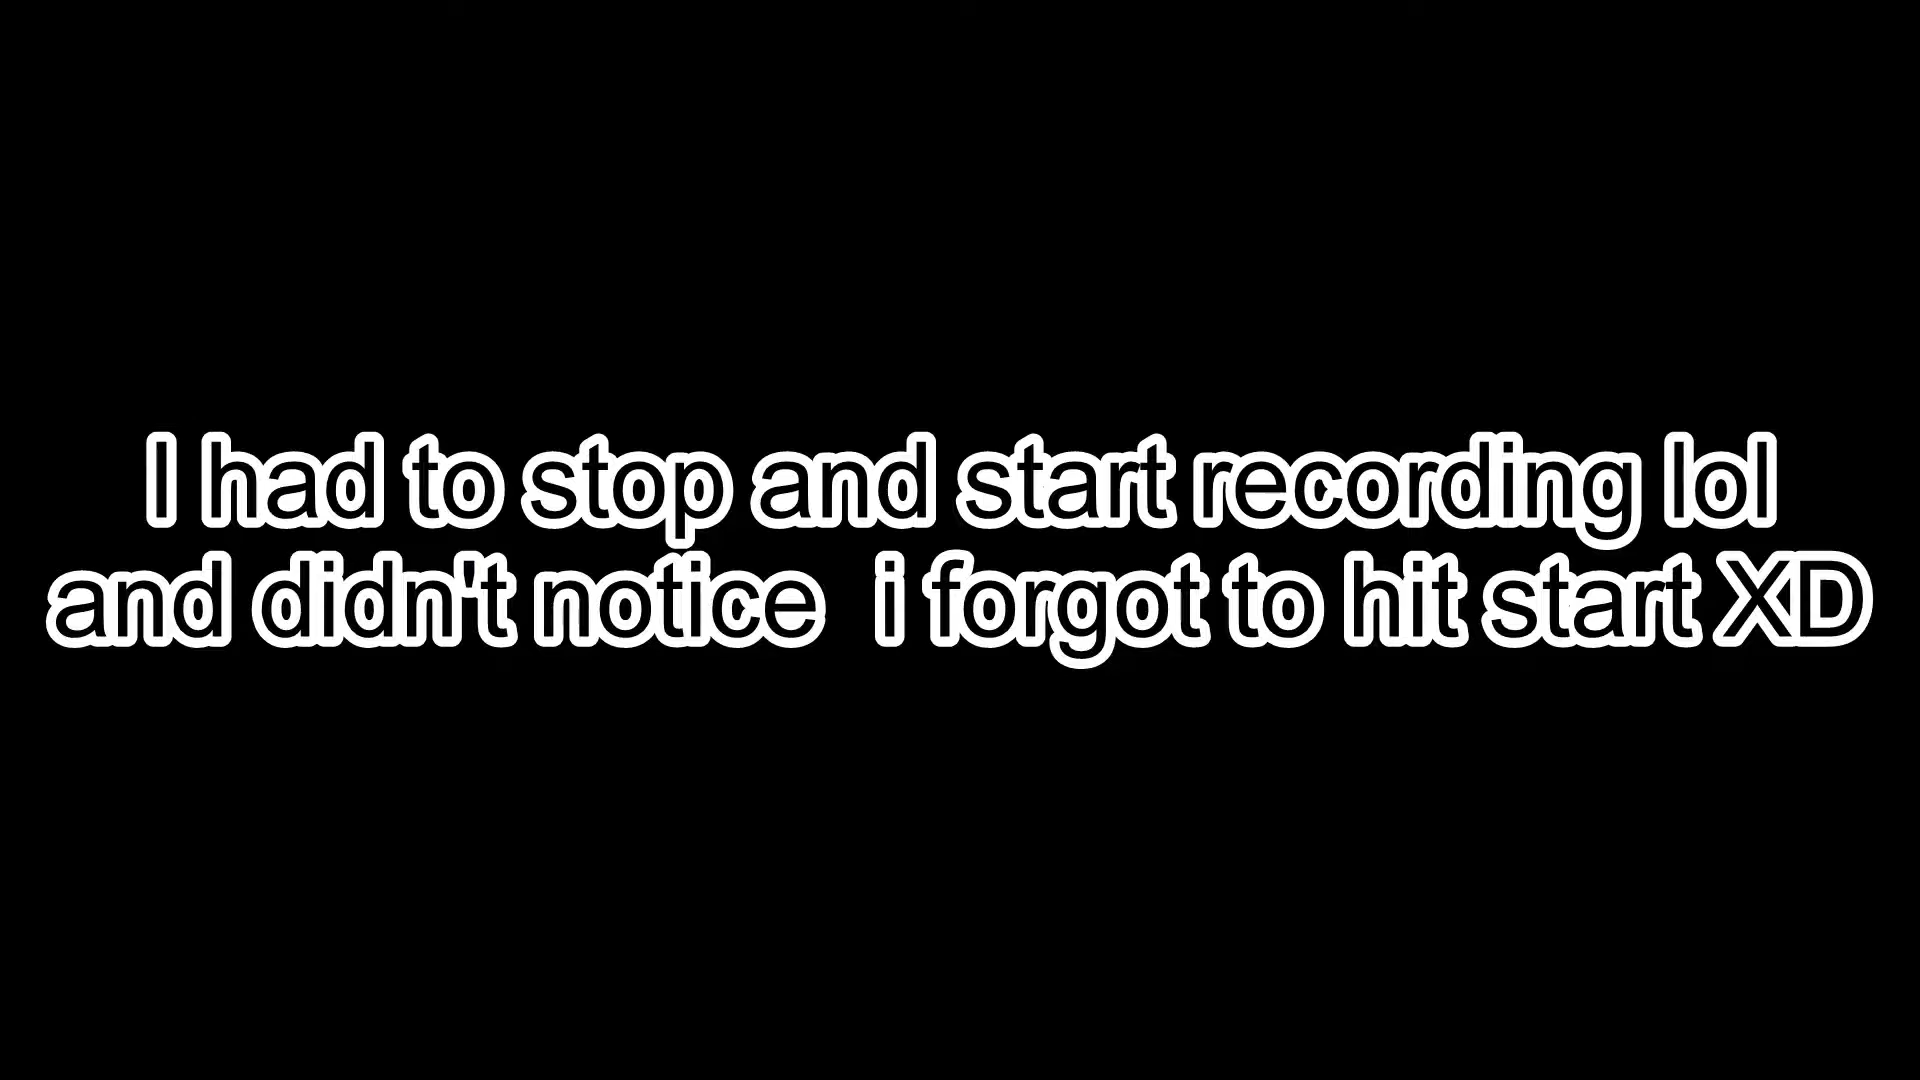 I had to stop and start recording lol
and didn't notice  i forgot to hit start XD